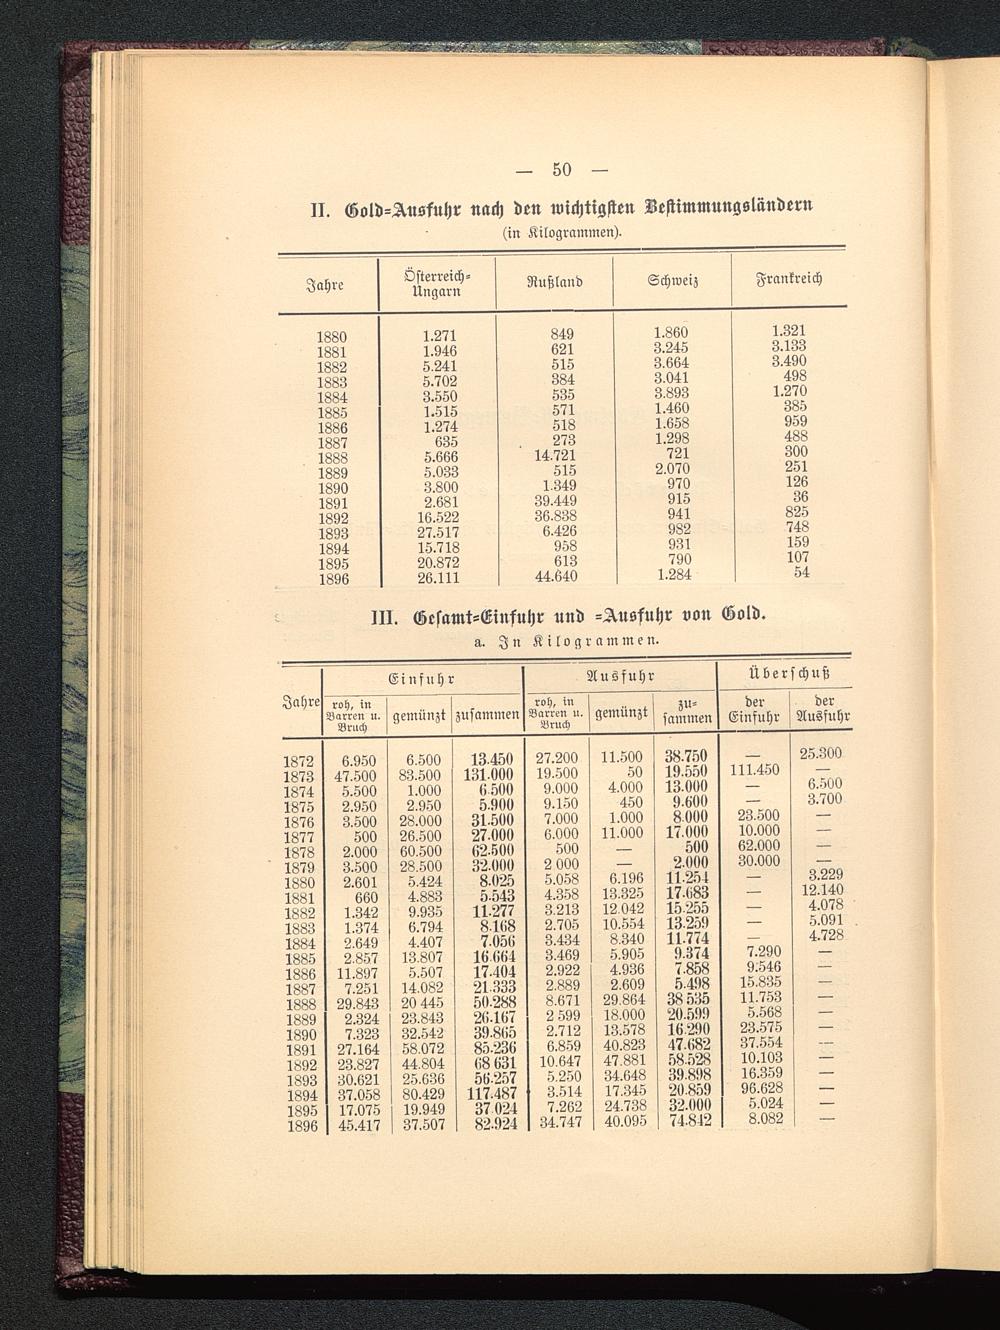 — 50 —
II. Gold-Ausfuhr nach den wichtigsten Bestimmungsländern
(in Kilogrammen).
Jahre Österreich-Ungarn Rußland Schweiz Frankreich
1880 1.271 849 1.860 1.321
1881 1.946 621 3.245 3.133
1882 5.241 515 3.664 3.490
1883 5.702 384 3.041 498
1884 3.550 535 3.893 1.270
1885 1.515 571 1.460 385
1886 1.274 518 1.658 959
1887 635 273 1.298 488
1888 5.666 14.721 721 300
1889 5.033 515 2.070 251
1890 3.800 1.349 970 126
1891 2.681 39.449 915 36
1892 16.522 36.838 941 825
1893 27.517 6.426 982 748
1894 15.718 958 931 159
1895 20.872 613 790 107
1896 26.111 44.640 1.284 54
III. Gesamt-Einfuhr und -Ausfuhr von Gold.
a. In Kilogrammen.
Jahre Einfuhr Ausfuhr Überschuß
roh, in Barren u. Bruch gemünzt zusammen roh, in Barren u. Bruch gemünzt zu-sammen der Einfuhr der Ausfuhr
1872 6.950 6.500 13.450 27.200 11.500 38.750 — 25.300
1873 47.500 83.500 131.000 19.500 50 19.550 111.450 —
1874 5.500 1.000 6.500 9.000 4.000 13.000 — 6.500
1875 2.950 2.950 5.900 9.150 450 9.600 — 3.700
1876 3.500 28.000 31.500 7.000 1.000 8.000 23.500 —
1877 500 26.500 27.000 6.000 11.000 17.000 10.000 —
1878 2.000 60.500 62.500 500 — 500 62.000 —
1879 3.500 28.500 32.000 2 000 — 2.000 30.000 —
1880 2.601 5.424 8.025 5.058 6.196 11.254 — 3.229
1881 660 4.883 5.543 4.358 13.325 17.683 — 12.140
1882 1.342 9.935 11.277 3.213 12.042 15.255 — 4.078
1883 1.374 6.794 8.168 2.705 10.554 13.259 — 5.091
1884 2.649 4.407 7.056 3.434 8.340 11.774 — 4.728
1885 2.857 13.807 16.664 3.469 5.905 9.374 7.290 —
1886 11.897 5.507 17.404 2.922 4.936 7.858 9.546 —
1887 7.251 14.082 21.333 2.889 2.609 5.498 15.835 —
1888 29.843 20 445 50.288 8.671 29.864 38 535 11.753 —
1889 2.324 23.843 26.167 2 599 18.000 20.599 5.568 —
1890 7.323 32.542 39.865 2.712 13.578 16.290 23.575 —
1891 27.164 58.072 85.236 6.859 40.823 47.682 37.554 —
1892 23.827 44.804 68 631 10.647 47.881 58.528 10.103 —
1893 30.621 25.636 56.257 5.250 34.648 39.898 16.359 —
1894 37.058 80.429 117.487 3.514 17.345 20.859 96.628 —
1895 17.075 19.949 37.024 7.262 24.738 32.000 5.024 —
1896 45.417 37.507 82.924 34.747 40.095 74.842 8.082 —